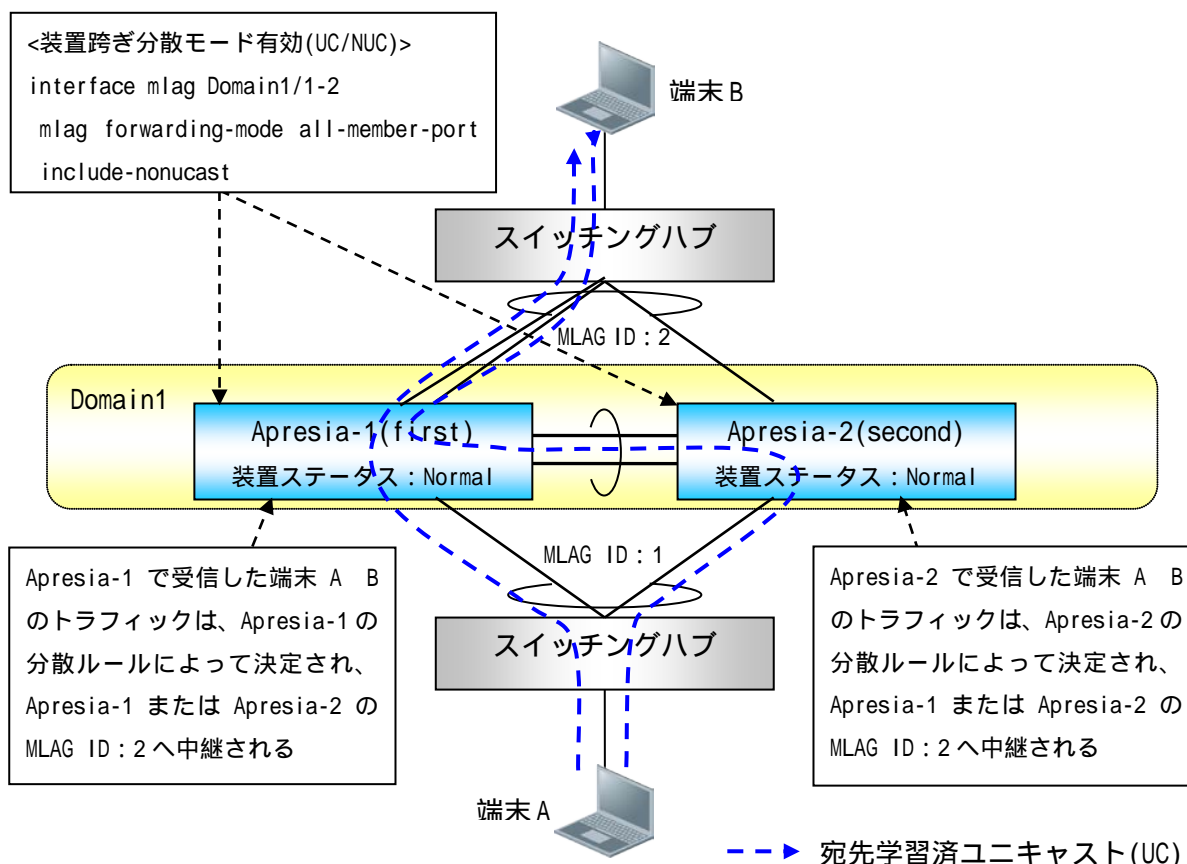 <装置跨ぎ分散モード有効(UC/NUC)>
interface mlag Domain1/1-2
mlag forwarding-mode all-member-port
include-nonucast
端末 B
スイッチングハブ
MLAG ID : 2
Domain1
Apresia-1(first)
装置ステータス : Normal
Apresia-2(second)
装置ステータス : Normal
MLAG ID : 1
Apresia-1 で受信した端末 A B
のトラフィックは、Apresia-1 の
分散ルールによって決定され、
Apresia-1 または Apresia-2 の
MLAG ID : 2 へ中継される
スイッチングハブ
Apresia-2 で受信した端末 A B
のトラフィックは、Apresia-2 の
分散ルールによって決定され、
Apresia-1 または Apresia-2 の
MLAG ID : 2 へ中継される
端末 A
宛先学習済ユニキャスト(UC)